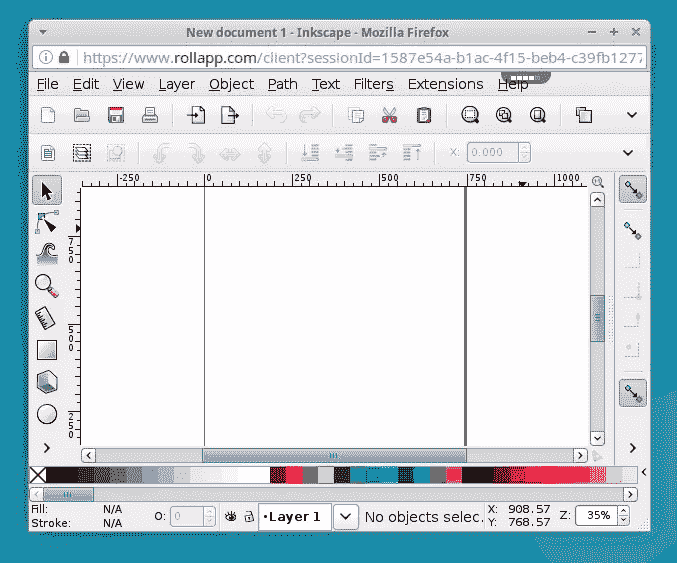 New document 1 - Inkscape - Mozilla Firefox
https://www.rollapp.com/client?sessionId=1587e54a-b1ac-4f15-beb4-c39fb1277
File Edit View Layer Object Path Text Filters Extensions Help
X: 0.000
-250 0 250 500 750 1000
750
500
250
Fill: N/A
Stroke: N/A
O: 0
•Layer 1
No objects selec.
X: 908.57
Y: 768.57
Z: 35%